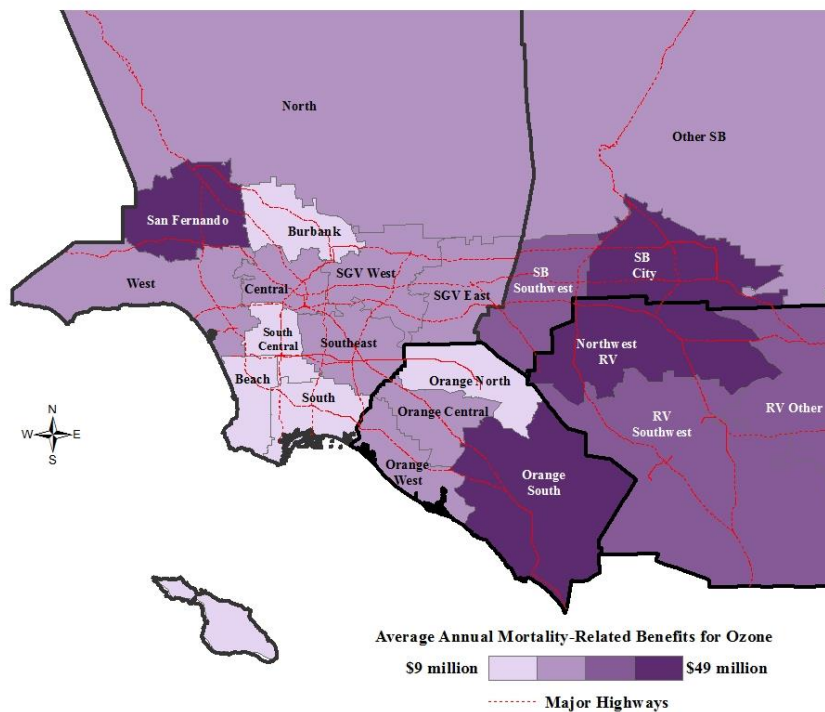 North
Other SB
San Fernando
Burbank
SB
City
West
SGV West
Central
SB
Southwest
SGV East
South
Central
Southeast
Northwest
RV
Beach
Orange North
South
Orange Central
RV
Southwest
RV Other
Orange
West
Orange
South
N
W
E
S
Average Annual Mortality-Related Benefits for Ozone
$9 million
$49 million
Major Highways